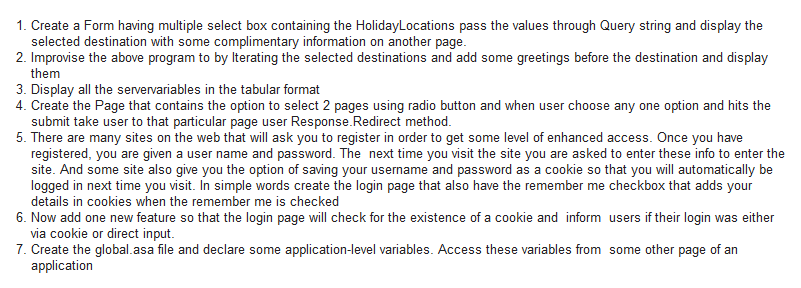 1. Create a Form having multiple select box containing the HolidayLocations pass the values through Query string and display the
selected destination with some complimentary information on another page.
2. Improvise the above program to by Iterating the selected destinations and add some greetings before the destination and display
them
3. Display all the servervariables in the tabular format
4. Create the Page that contains the option to select 2 pages using radio button and when user choose any one option and hits the
submit take user to that particular page user Response.Redirect method.
5. There are many sites on the web that will ask you to register in order to get some level of enhanced access. Once you have
registered, you are given a user name and password. The  next time you visit the site you are asked to enter these info to enter the
site. And some site also give you the option of saving your username and password as a cookie so that you will automatically be
logged in next time you visit. In simple words create the login page that also have the remember me checkbox that adds your
details in cookies when the remember me is checked
6. Now add one new feature so that the login page will check for the existence of a cookie and  inform  users if their login was either
via cookie or direct input.
7. Create the global.asa file and declare some application-level variables. Access these variables from  some other page of an
application